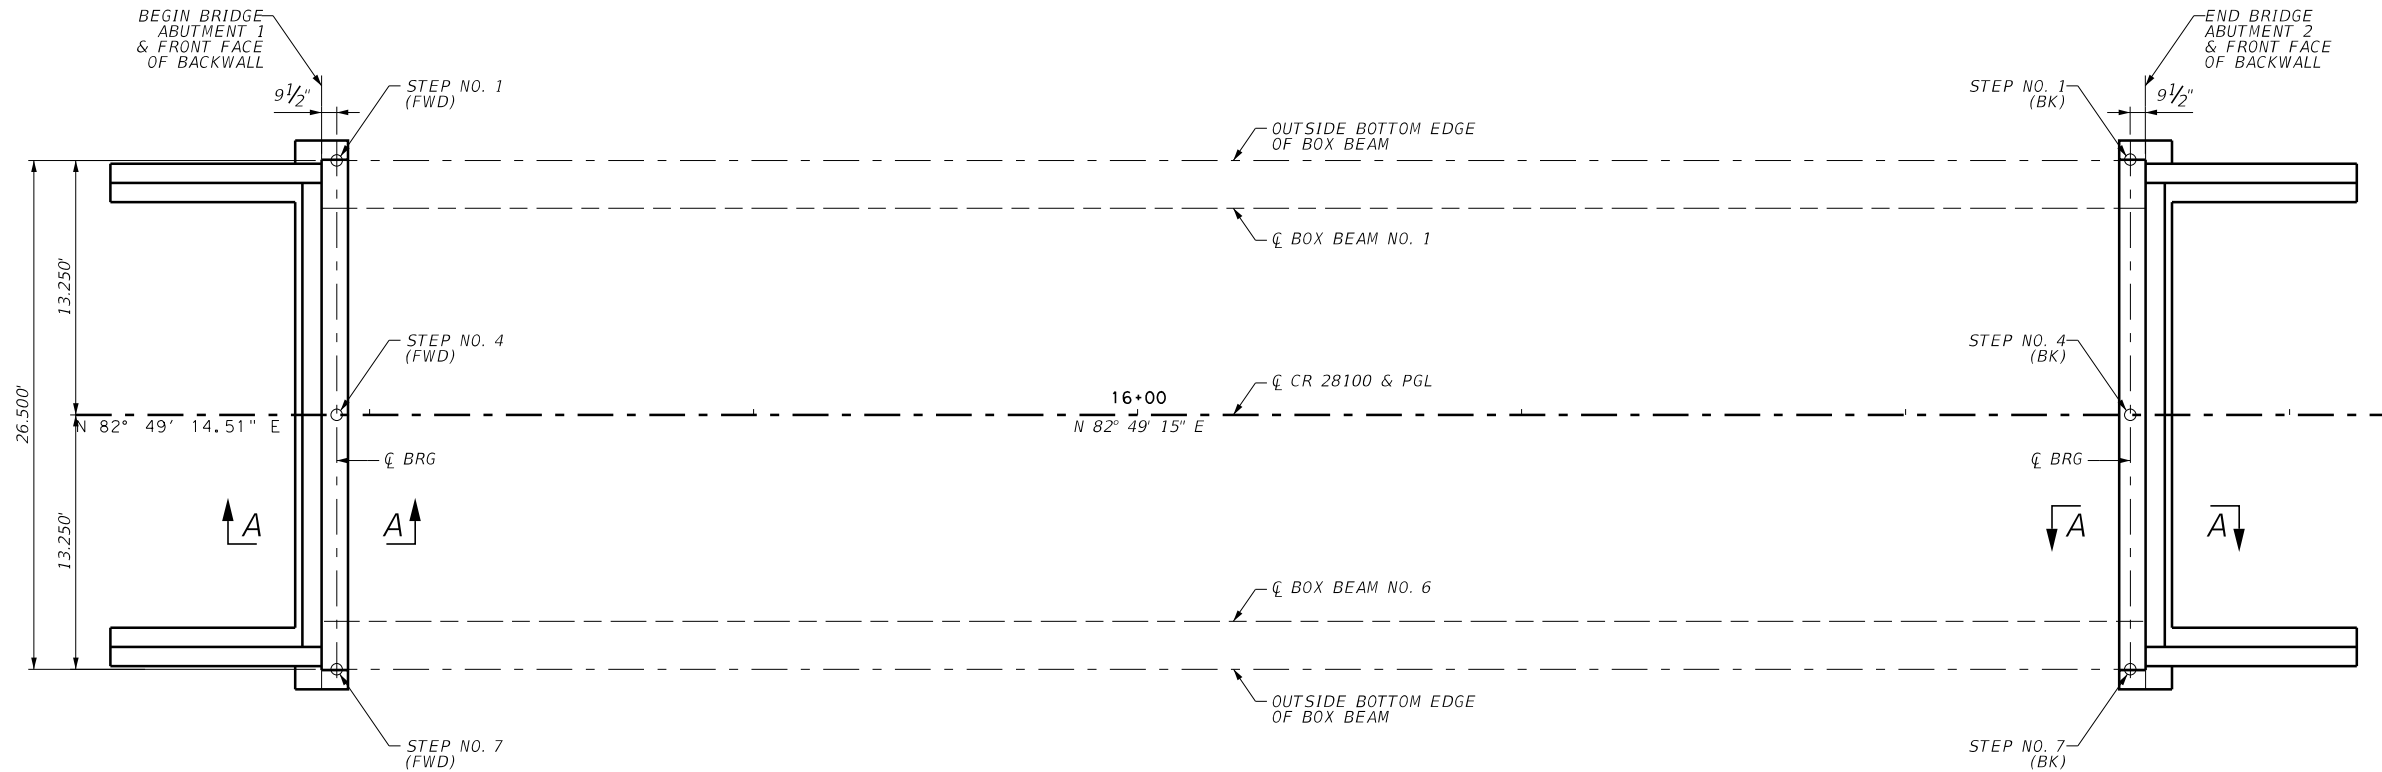 BEGIN BRIDGE
ABUTMENT 1
& FRONT FACE
OF BACKWALL
END BRIDGE
ABUTMENT 2
& FRONT FACE
OF BACKWALL
9½"
STEP NO. 1
(FWD)
STEP NO. 1
(BK)
9½"
OUTSIDE BOTTOM EDGE
OF BOX BEAM
℄ BOX BEAM NO. 1
13.250'
STEP NO. 4
(FWD)
STEP NO. 4
(BK)
26.500'
℄ CR 28100 & PGL
16+00
N 82° 49' 14.51" E
N 82° 49' 15" E
℄ BRG
℄ BRG
A
A
A
A
13.250'
℄ BOX BEAM NO. 6
OUTSIDE BOTTOM EDGE
OF BOX BEAM
STEP NO. 7
(FWD)
STEP NO. 7
(BK)